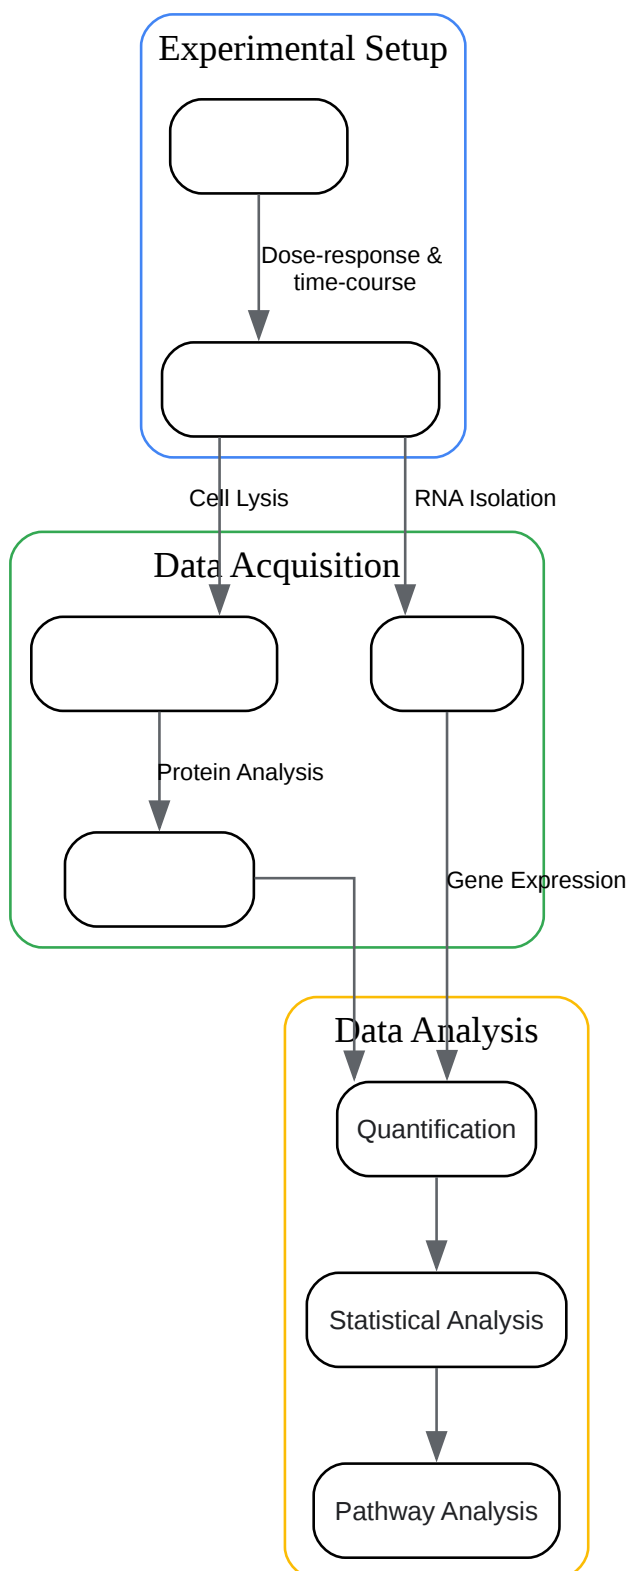 Experimental Setup
Dose-response &
time-course
Cell Lysis
RNA Isolation
Data Acquisition
Protein Analysis
Gene Expression
Data Analysis
Quantification
Statistical Analysis
Pathway Analysis